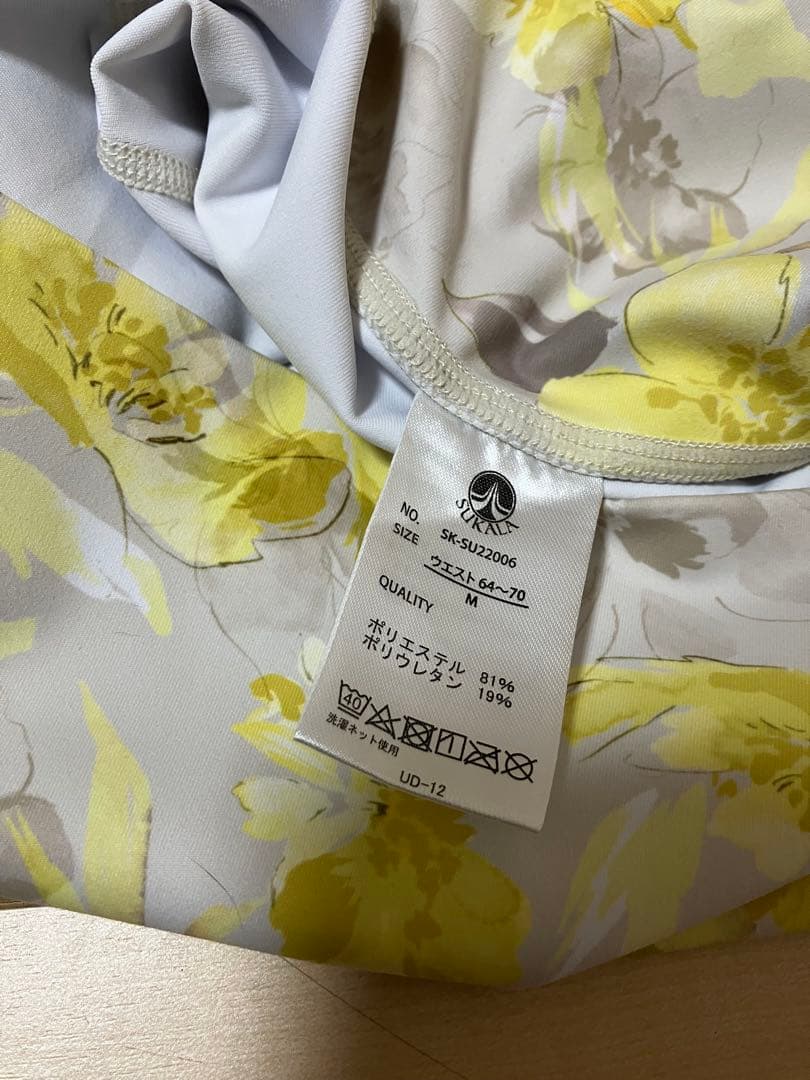 SUKALA
NO. SK-SU22006
SIZE ウエスト 64～70
M
QUALITY
ポリエステル 81%
ポリウレタン 19%
40
洗濯ネット使用
UD-12